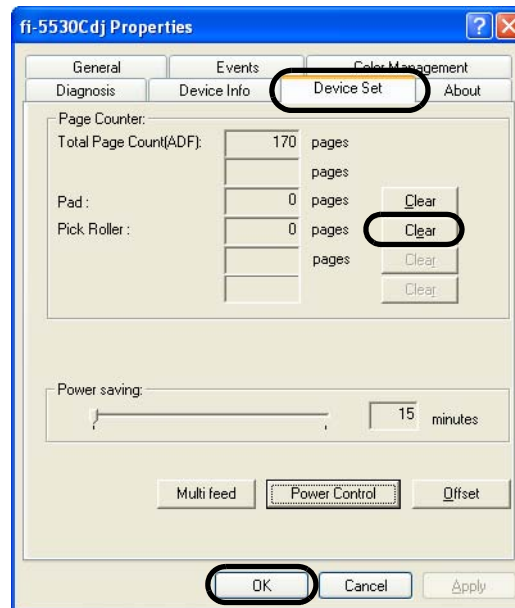 fi-5530Cdj Properties
General Events Color Management
Diagnosis Device Info Device Set About
Page Counter:
Total Page Count(ADF): 170 pages
pages
Pad : 0 pages Clear
Pick Roller : 0 pages Clear
pages Clear
Clear
Power saving:
15 minutes
Multi feed Power Control Offset
OK Cancel Apply